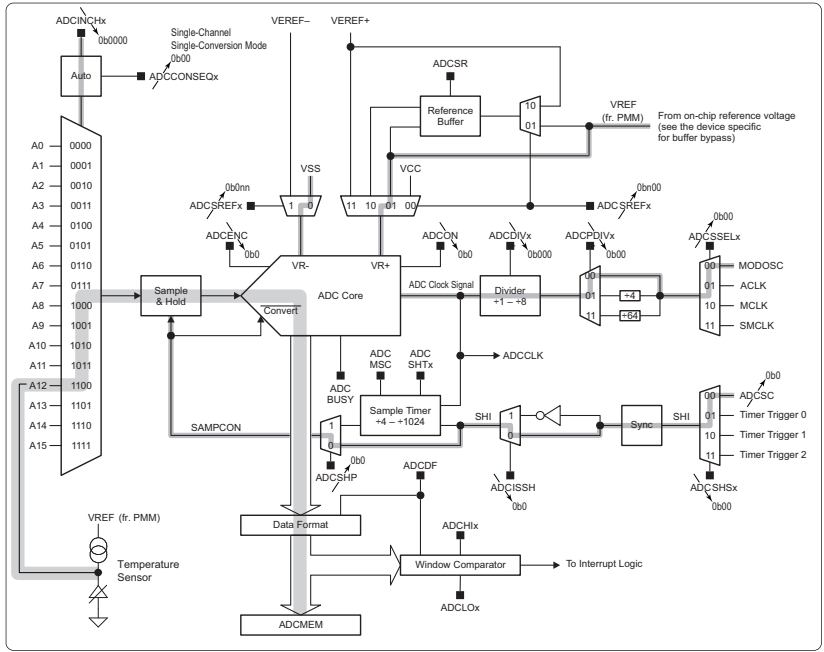 ADCINCHx
0b0000
Single-Channel
Single-Conversion Mode
0b00
ADCCONSEQx
Auto
VEREF–
VEREF+
ADCSR
Reference
Buffer
10
01
VREF
(fr. PMM)
From on-chip reference voltage
(see the device specific
for buffer bypass)
A0 0000
A1 0001
A2 0010
A3 0011
A4 0100
A5 0101
A6 0110
A7 0111
A8 1000
A9 1001
A10 1010
A11 1011
A12 1100
A13 1101
A14 1110
A15 1111
VSS
VCC
0b0nn
ADCSREFx
1 0
11 10 01 00
0bn00
ADCSREFx
ADCENC
0b0
ADCON
0b0
ADCDIVx
0b000
ADCPDIVx
0b00
0b00
ADCSSELx
VR-
VR+
ADC Core
Convert
Sample
& Hold
ADC Clock Signal
Divider
÷1 – ÷8
00
01
11
÷4
÷64
00 MODOSC
01 ACLK
10 MCLK
11 SMCLK
ADCCLK
ADC
BUSY
ADC
MSC
ADC
SHTx
Sample Timer
÷4 – ÷1024
SAMPCON
1
0
0b0
ADCSHP
SHI
1
0
ADCISSH
0b0
Sync
SHI
0b0
00 ADCSC
01 Timer Trigger 0
10 Timer Trigger 1
11 Timer Trigger 2
ADCSHSx
0b00
ADCDF
Data Format
ADCHIx
Window Comparator
To Interrupt Logic
ADCLOx
ADCMEM
VREF (fr. PMM)
Temperature
Sensor